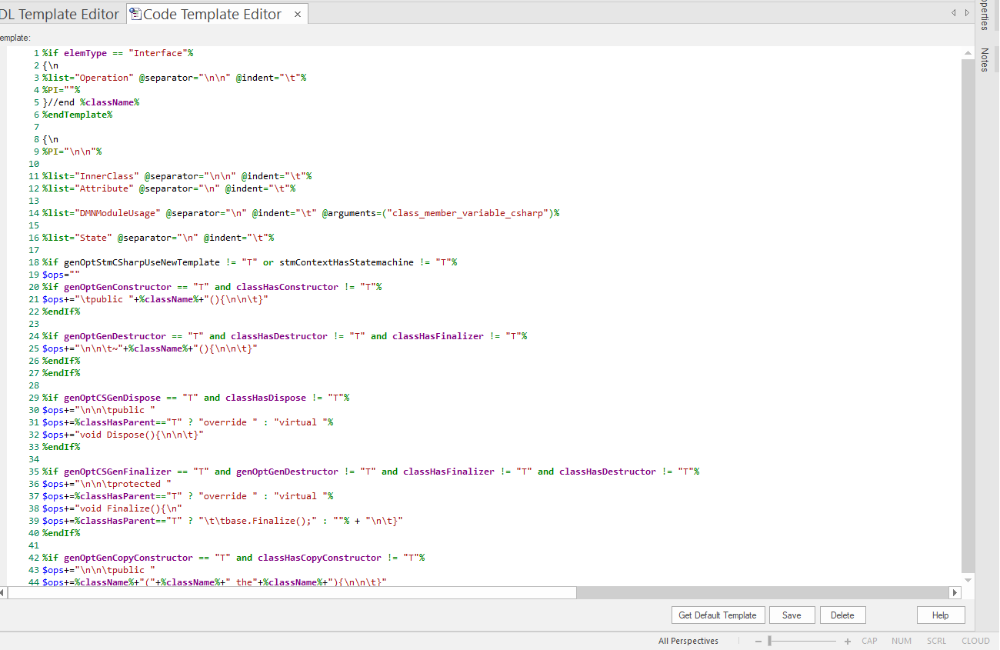 DL Template Editor Code Template Editor ×
emplate:
1 %if elemType == "Interface"%
2 {\n
3 %list="Operation" @separator="\n\n" @indent="\t"%
4 %PI=""%
5 }//end %className%
6 %endTemplate%
7
8 {\n
9 %PI="\n\n"%
10
11 %list="InnerClass" @separator="\n\n" @indent="\t"%
12 %list="Attribute" @separator="\n" @indent="\t"%
13
14 %list="DMNModuleUsage" @separator="\n" @indent="\t" @arguments=("class_member_variable_csharp")%
15
16 %list="State" @separator="\n" @indent="\t"%
17
18 %if genOptStmCSharpUseNewTemplate != "T" or stmContextHasStatemachine != "T"%
19 $ops=""
20 %if genOptGenConstructor == "T" and classHasConstructor != "T"%
21 $ops+="\tpublic "+%className%+"(){\n\n\t}"
22 %endIf%
23
24 %if genOptGenDestructor == "T" and classHasDestructor != "T" and classHasFinalizer != "T"%
25 $ops+="\n\n\t~"+%className%+"(){\n\n\t}"
26 %endIf%
27 %endIf%
28
29 %if genOptCSGenDispose == "T" and classHasDispose != "T"%
30 $ops+="\n\n\tpublic "
31 $ops+=%classHasParent=="T" ? "override " : "virtual "%
32 $ops+="void Dispose(){\n\n\t}"
33 %endIf%
34
35 %if genOptCSGenFinalizer == "T" and genOptGenDestructor != "T" and classHasFinalizer != "T" and classHasDestructor != "T"%
36 $ops+="\n\n\tprotected "
37 $ops+=%classHasParent=="T" ? "override " : "virtual "%
38 $ops+="void Finalize(){\n"
39 $ops+=%classHasParent=="T" ? "\t\tbase.Finalize();" : ""% + "\n\t}"
40 %endIf%
41
42 %if genOptGenCopyConstructor == "T" and classHasCopyConstructor != "T"%
43 $ops+="\n\n\tpublic "
44 $ops+=%className%+"("+%className%+" the"+%className%+"){\n\n\t}"
Get Default Template Save Delete Help
All Perspectives CAP NUM SCRL CLOUD
operties
Notes